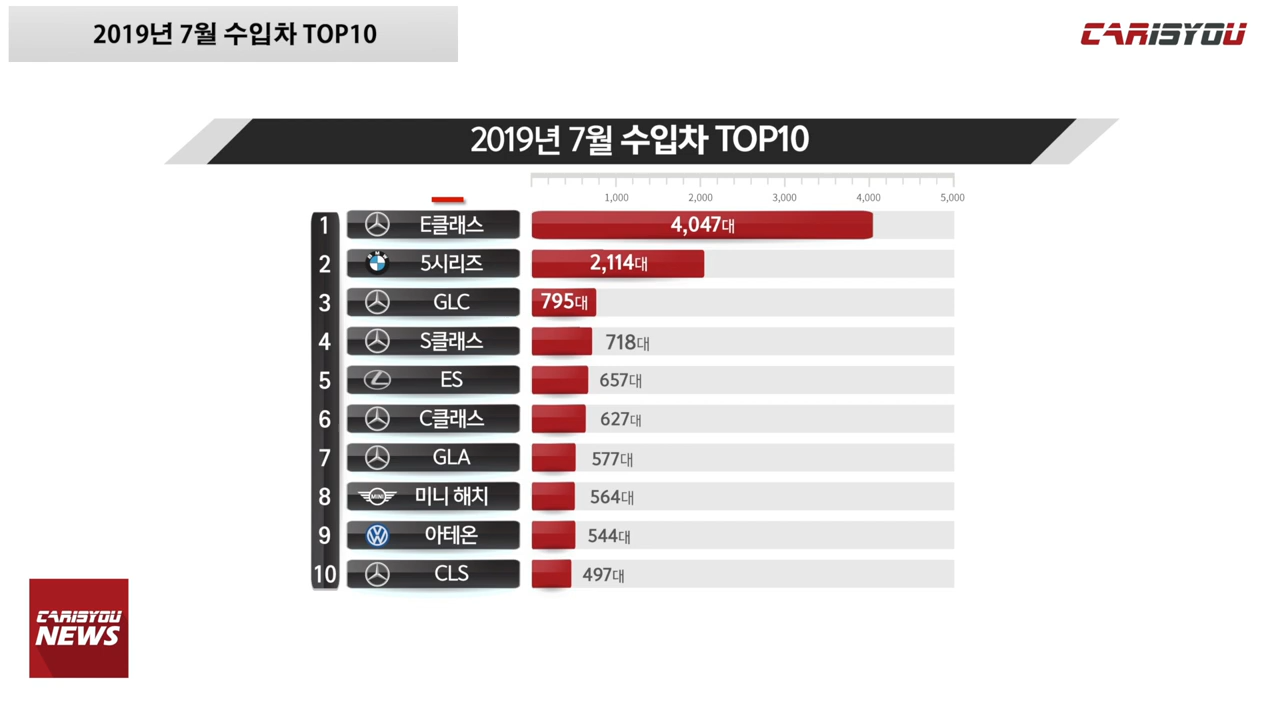 2019년 7월 수입차 TOP10
CARISYOU
2019년 7월 수입차 TOP10
1,000 2,000 3,000 4,000 5,000
1 E클래스 4,047대
2 5시리즈 2,114대
3 GLC 795대
4 S클래스 718대
5 ES 657대
6 C클래스 627대
7 GLA 577대
8 MINI 미니 해치 564대
9 아테온 544대
10 CLS 497대
CARISYOU
NEWS